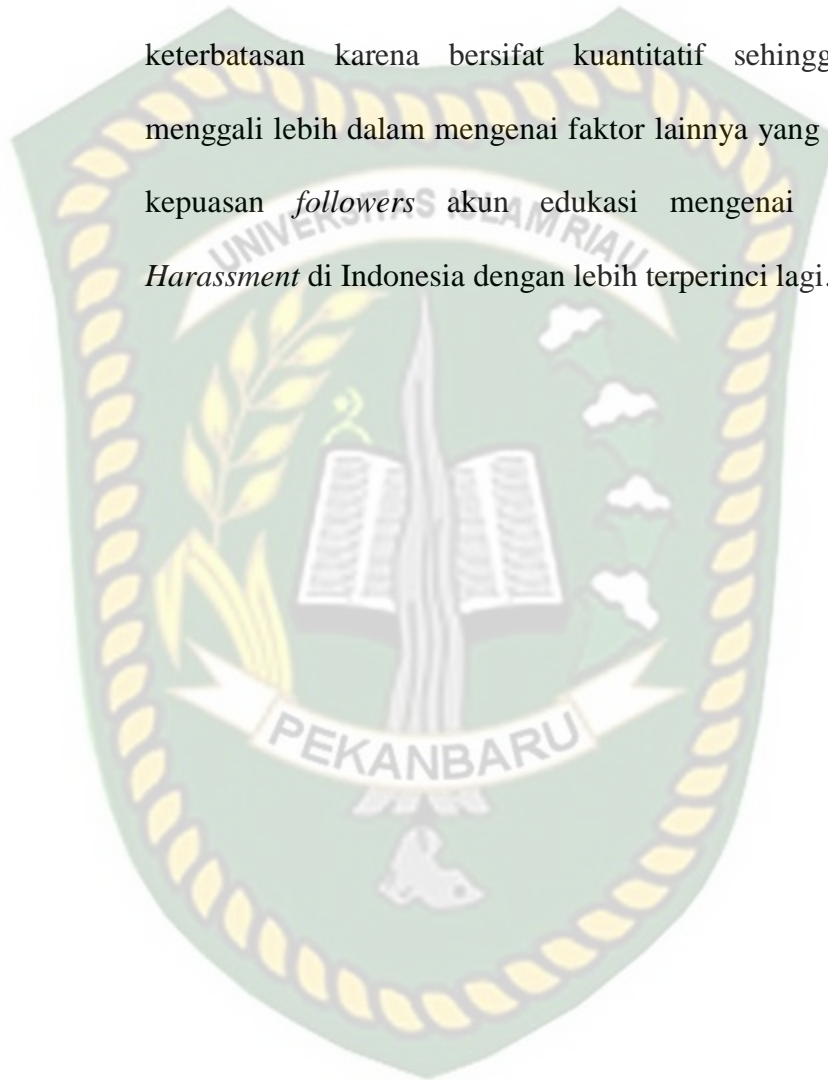 keterbatasan karena bersifat kuantitatif sehingg
menggali lebih dalam mengenai faktor lainnya yang
kepuasan followers akun edukasi mengenai
Harassment di Indonesia dengan lebih terperinci lagi.
UNIVERSITAS ISLAM RIAU
PEKANBARU